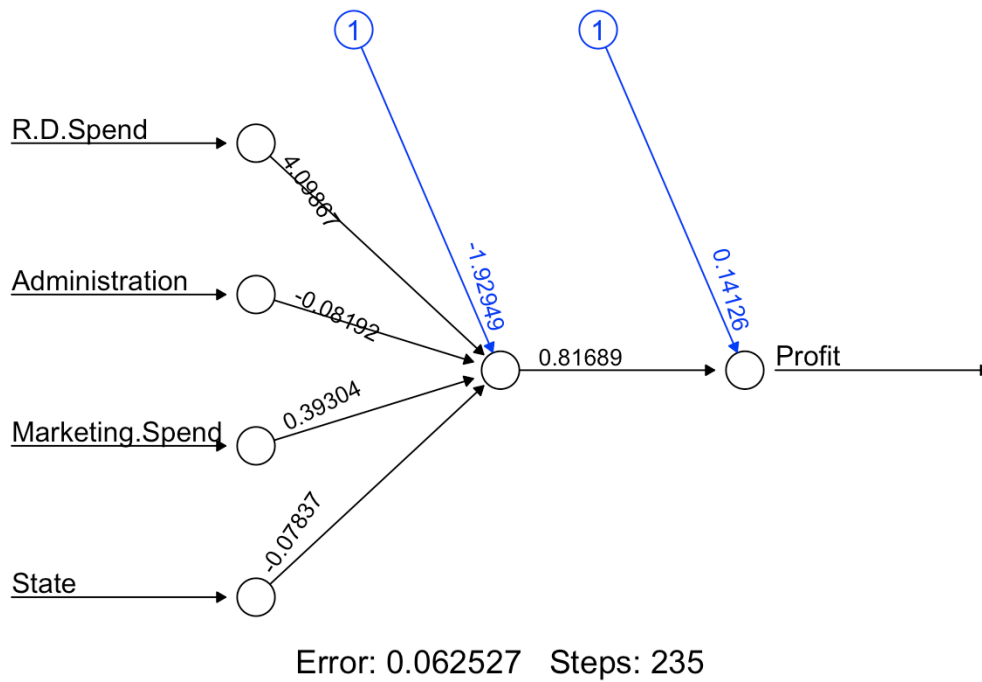 1
1
R.D.Spend
4.09867
Administration
-0.08192
-1.92949
0.14126
0.81689
Profit
Marketing.Spend
0.39304
State
-0.07837
Error: 0.062527 Steps: 235